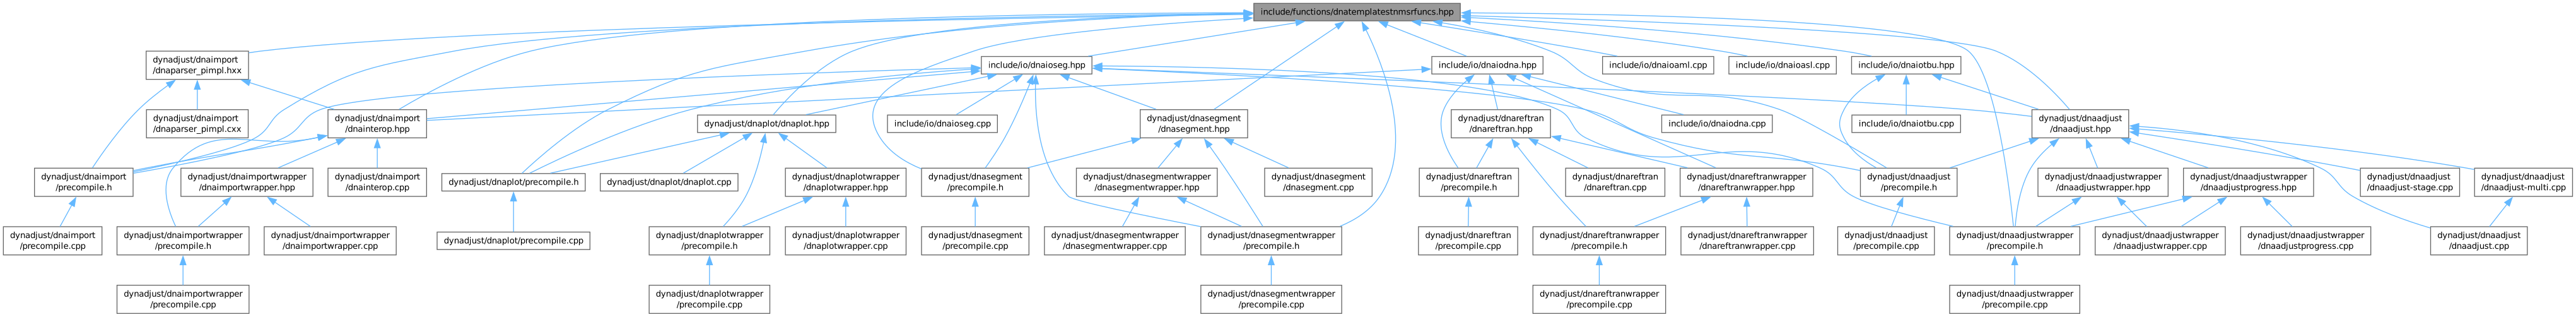 include/functions/dnatemplatestnmsrfuncs.hpp
dynadjust/dnaimport
/dnaparser_pimpl.hxx
include/io/dnaioseg.hpp
include/io/dnaiodna.hpp
include/io/dnaioaml.cpp
include/io/dnaioasl.cpp
include/io/dnaiotbu.hpp
dynadjust/dnaimport
/dnaparser_pimpl.cxx
dynadjust/dnaimport
/dnainterop.hpp
dynadjust/dnaplot/dnaplot.hpp
include/io/dnaioseg.cpp
dynadjust/dnasegment
/dnasegment.hpp
dynadjust/dnareftran
/dnareftran.hpp
include/io/dnaiodna.cpp
include/io/dnaiotbu.cpp
dynadjust/dnaadjust
/dnaadjust.hpp
dynadjust/dnaimport
/precompile.h
dynadjust/dnaimportwrapper
/dnaimportwrapper.hpp
dynadjust/dnaimport
/dnainterop.cpp
dynadjust/dnaplot/precompile.h
dynadjust/dnaplot/dnaplot.cpp
dynadjust/dnaplotwrapper
/dnaplotwrapper.hpp
dynadjust/dnasegment
/precompile.h
dynadjust/dnasegmentwrapper
/dnasegmentwrapper.hpp
dynadjust/dnasegment
/dnasegment.cpp
dynadjust/dnareftran
/precompile.h
dynadjust/dnareftran
/dnareftran.cpp
dynadjust/dnareftranwrapper
/dnareftranwrapper.hpp
dynadjust/dnaadjust
/precompile.h
dynadjust/dnaadjustwrapper
/dnaadjustwrapper.hpp
dynadjust/dnaadjustwrapper
/dnaadjustprogress.hpp
dynadjust/dnaadjust
/dnaadjust-stage.cpp
dynadjust/dnaadjust
/dnaadjust-multi.cpp
dynadjust/dnaimport
/precompile.cpp
dynadjust/dnaimportwrapper
/precompile.h
dynadjust/dnaimportwrapper
/dnaimportwrapper.cpp
dynadjust/dnaplot/precompile.cpp
dynadjust/dnaplotwrapper
/precompile.h
dynadjust/dnaplotwrapper
/dnaplotwrapper.cpp
dynadjust/dnasegment
/precompile.cpp
dynadjust/dnasegmentwrapper
/dnasegmentwrapper.cpp
dynadjust/dnasegmentwrapper
/precompile.h
dynadjust/dnareftran
/precompile.cpp
dynadjust/dnareftranwrapper
/precompile.h
dynadjust/dnareftranwrapper
/dnareftranwrapper.cpp
dynadjust/dnaadjust
/precompile.cpp
dynadjust/dnaadjustwrapper
/precompile.h
dynadjust/dnaadjustwrapper
/dnaadjustwrapper.cpp
dynadjust/dnaadjustwrapper
/dnaadjustprogress.cpp
dynadjust/dnaadjust
/dnaadjust.cpp
dynadjust/dnaimportwrapper
/precompile.cpp
dynadjust/dnaplotwrapper
/precompile.cpp
dynadjust/dnasegmentwrapper
/precompile.cpp
dynadjust/dnareftranwrapper
/precompile.cpp
dynadjust/dnaadjustwrapper
/precompile.cpp